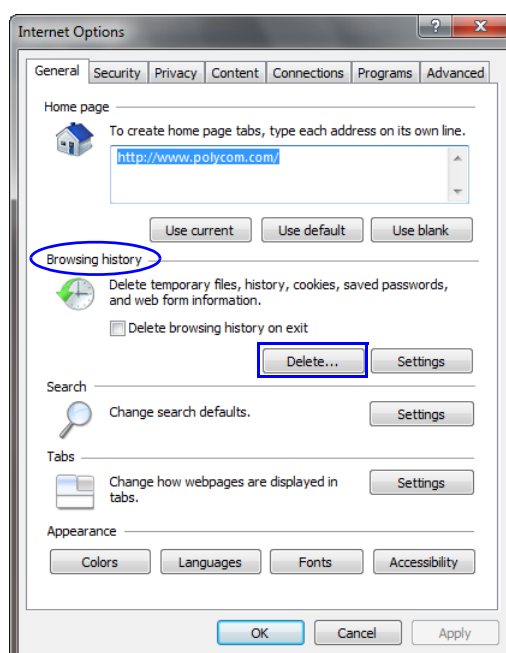 Internet Options
General Security Privacy Content Connections Programs Advanced
Home page
To create home page tabs, type each address on its own line.
http://www.polycom.com/
Use current Use default Use blank
Browsing history
Delete temporary files, history, cookies, saved passwords,
and web form information.
Delete browsing history on exit
Delete... Settings
Search
Change search defaults. Settings
Tabs
Change how webpages are displayed in
tabs.
Settings
Appearance
Colors Languages Fonts Accessibility
OK Cancel Apply